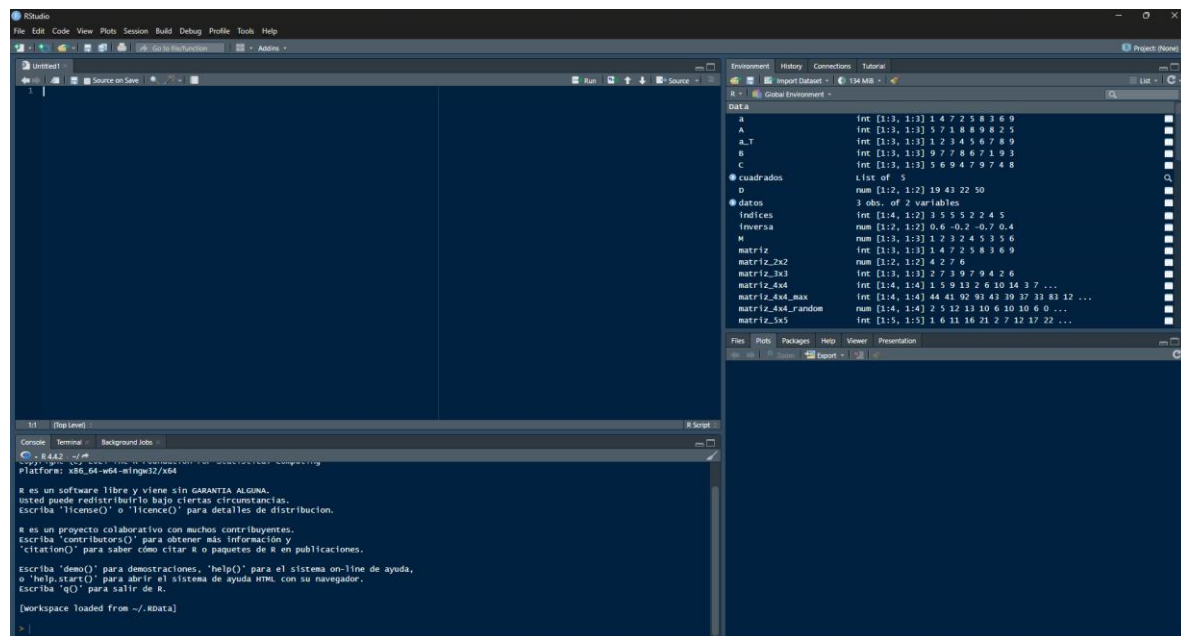 RStudio
File Edit Code View Plots Session Build Debug Profile Tools Help
Go to file/function Addins Project: (None)
Untitled1
Source on Save Run Source
1
1:1 (Top Level) R Script
Console Terminal Background Jobs
R 4.4.2 · ~/
Platform: x86_64-w64-mingw32/x64
R es un software libre y viene sin GARANTIA ALGUNA.
Usted puede redistribuirlo bajo ciertas circunstancias.
Escriba 'license()' o 'licence()' para detalles de distribucion.
R es un proyecto colaborativo con muchos contribuyentes.
Escriba 'contributors()' para obtener más información y
'citation()' para saber cómo citar R o paquetes de R en publicaciones.
Escriba 'demo()' para demostraciones, 'help()' para el sistema on-line de ayuda,
o 'help.start()' para abrir el sistema de ayuda HTML con su navegador.
Escriba 'q()' para salir de R.
[Workspace loaded from ~/.RData]
>
Environment History Connections Tutorial
Import Dataset 134 MiB List
R Global Environment
Data
a int [1:3, 1:3] 1 4 7 2 5 8 3 6 9
A int [1:3, 1:3] 5 7 1 8 8 9 8 2 5
a_T int [1:3, 1:3] 1 2 3 4 5 6 7 8 9
B int [1:3, 1:3] 9 7 7 8 6 7 1 9 3
C int [1:3, 1:3] 5 6 9 4 7 9 7 4 8
cuadrados List of 5
D num [1:2, 1:2] 19 43 22 50
datos 3 obs. of 2 variables
indices int [1:4, 1:2] 3 5 5 5 2 2 4 5
inversa num [1:2, 1:2] 0.6 -0.2 -0.7 0.4
M num [1:3, 1:3] 1 2 3 2 4 5 3 5 6
matriz int [1:3, 1:3] 1 4 7 2 5 8 3 6 9
matriz_2x2 num [1:2, 1:2] 4 2 7 6
matriz_3x3 int [1:3, 1:3] 2 7 3 9 7 9 4 2 6
matriz_4x4 int [1:4, 1:4] 1 5 9 13 2 6 10 14 3 7 ...
matriz_4x4_max int [1:4, 1:4] 44 41 92 93 43 39 37 33 83 12 ...
matriz_4x4_random num [1:4, 1:4] 2 5 12 13 10 6 10 10 6 0 ...
matriz_5x5 int [1:5, 1:5] 1 6 11 16 21 2 7 12 17 22 ...
Files Plots Packages Help Viewer Presentation
Zoom Export